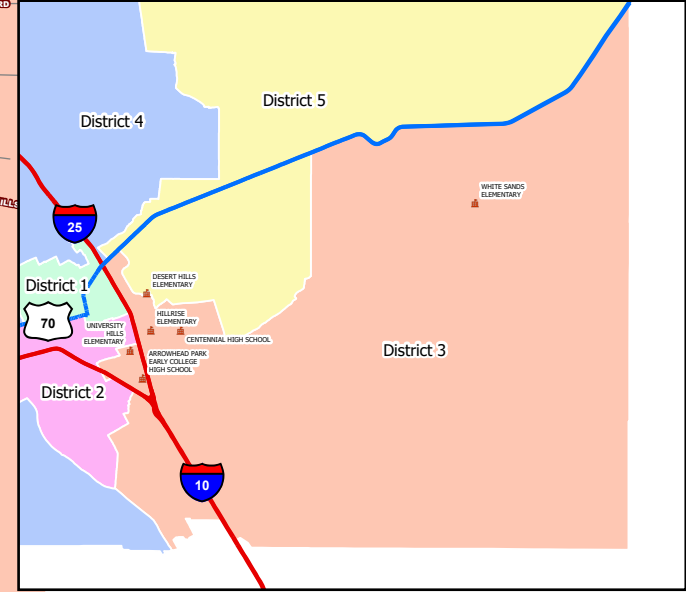 RD
District 4
District 5
WHITE SANDS
ELEMENTARY
25
District 1
DESERT HILLS
ELEMENTARY
70
HILLRISE
ELEMENTARY
UNIVERSITY
HILLS
ELEMENTARY
CENTENNIAL HIGH SCHOOL
ARROWHEAD PARK
EARLY COLLEGE
HIGH SCHOOL
District 3
District 2
10